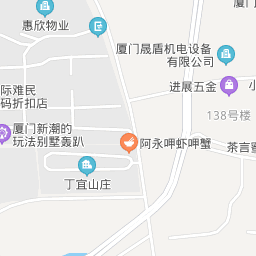 惠欣物业
厦门
厦门晟盾机电设备
有限公司
际难民
码折扣店
进展五金
小
138号楼
厦门新潮的
玩法别墅轰趴
阿永呷虾呷蟹
茶言
丁宜山庄